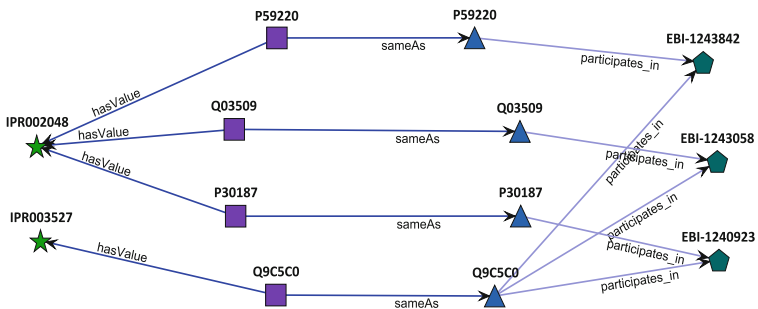 P59220
P59220
EBI-1243842
sameAs
participates_in
hasValue
IPR002048
Q03509
Q03509
hasValue
sameAs
participates_in
EBI-1243058
participates_in
hasValue
P30187
P30187
IPR003527
sameAs
participates_in
EBI-1240923
participates_in
hasValue
Q9C5C0
Q9C5C0
sameAs
participates_in